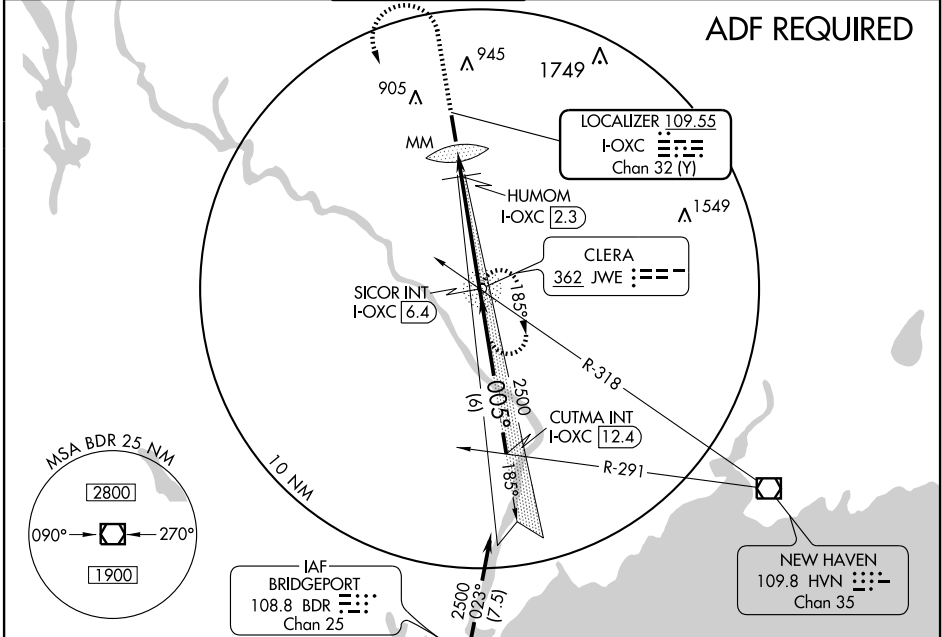 ADF REQUIRED
945
1749
905
LOCALIZER 109.55
I-OXC
Chan 32 (Y)
MM
HUMOM
I-OXC 2.3
1549
CLERA
362 JWE
SICOR INT
I-OXC 6.4
185°
R-318
2500
005°
(6)
CUTMA INT
I-OXC 12.4
R-291
185°
10 NM
MSA BDR 25 NM
2800
090°
270°
1900
IAF
BRIDGEPORT
108.8 BDR
Chan 25
2500
023°
(7.5)
NEW HAVEN
109.8 HVN
Chan 35